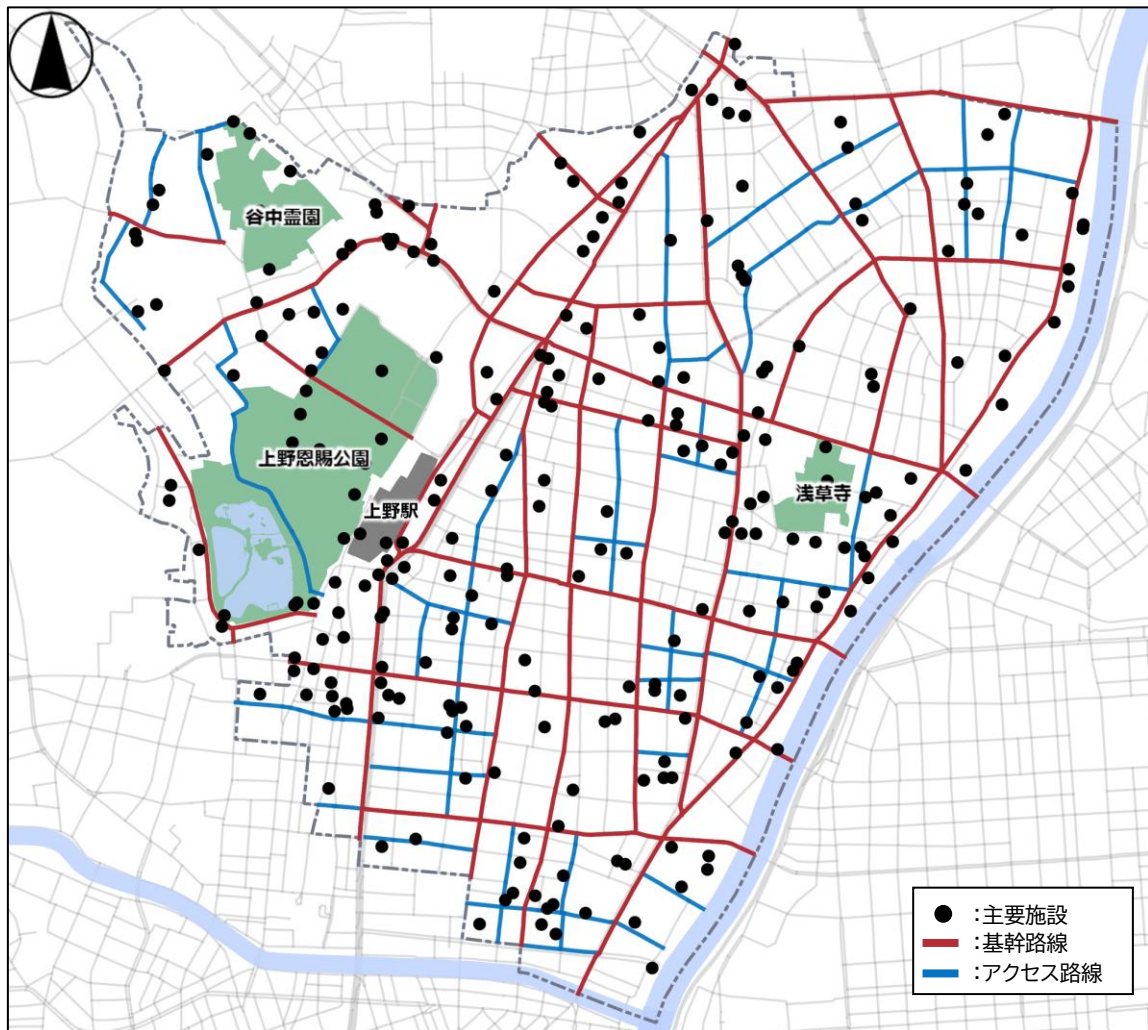 谷中霊園
上野恩賜公園
上野駅
浅草寺
:主要施設
:基幹路線
:アクセス路線